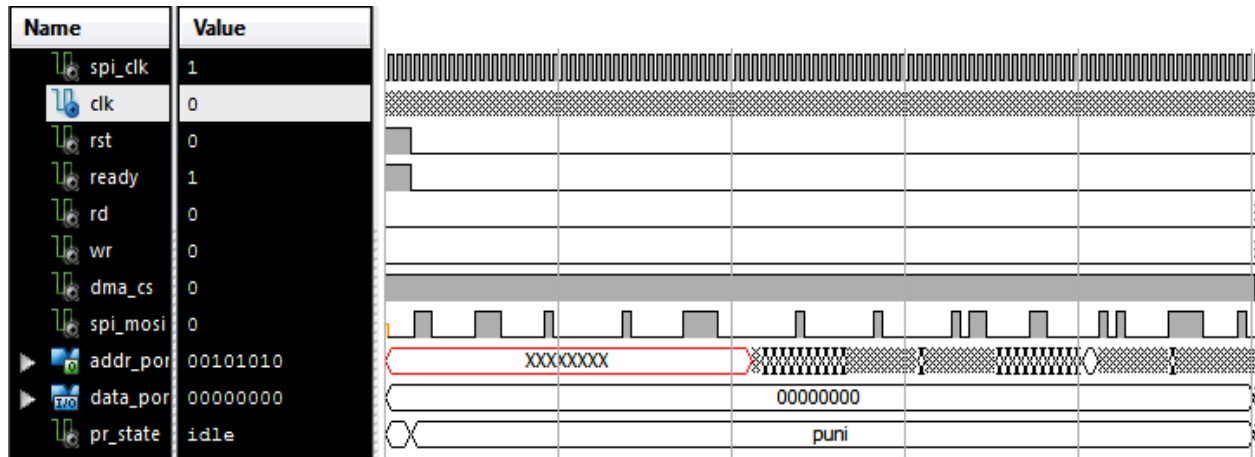 Name Value
spi_clk 1
clk 0
rst 0
ready 1
rd 0
wr 0
dma_cs 0
spi_mosi 0
addr_por 00101010 XXXXXXXX
data_por 00000000 00000000
pr_state idle puni